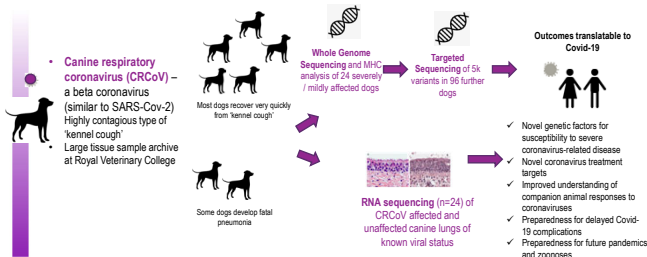 • Canine respiratory
coronavirus (CRCoV) –
a beta coronavirus
(similar to SARS-Cov-2)
Highly contagious type of
‘kennel cough’
• Large tissue sample archive
at Royal Veterinary College
Most dogs recover very quickly
from ‘kennel cough’
Some dogs develop fatal
pneumonia
Whole Genome
Sequencing and MHC
analysis of 24 severely
/ mildly affected dogs
Targeted
Sequencing of 5k
variants in 96 further
dogs
RNA sequencing (n=24) of
CRCoV affected and
unaffected canine lungs of
known viral status
Outcomes translatable to
Covid-19
✓ Novel genetic factors for
susceptibility to severe
coronavirus-related disease
✓ Novel coronavirus treatment
targets
✓ Improved understanding of
companion animal responses to
coronaviruses
✓ Preparedness for delayed Covid-
19 complications
✓ Preparedness for future pandemics
and zoonoses